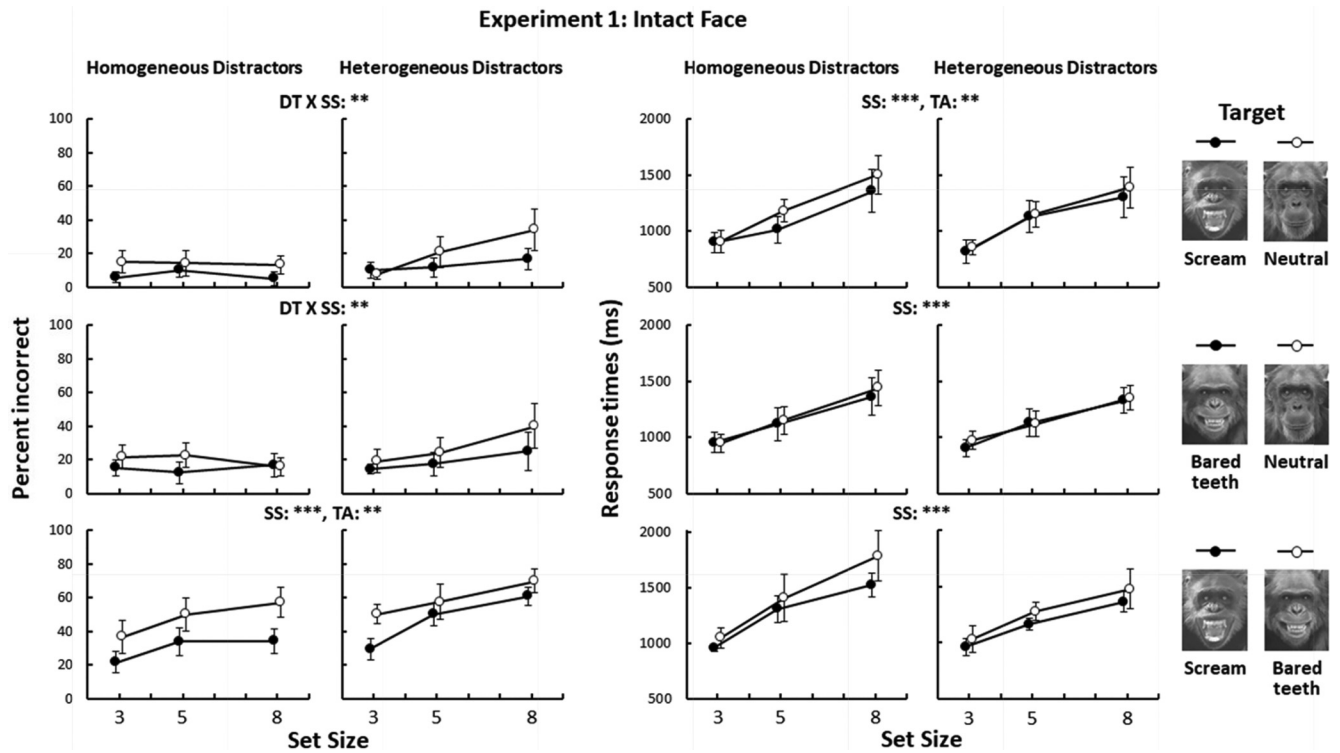 Experiment 1: Intact Face
Homogeneous Distractors Heterogeneous Distractors Homogeneous Distractors Heterogeneous Distractors
DT X SS: ** SS: ***, TA: **
100
80
60
40
20
0
2000
1500
1000
500
Target
Scream Neutral
DT X SS: ** SS: ***
100
80
60
40
20
0
2000
1500
1000
500
Bared teeth Neutral
SS: ***, TA: ** SS: ***
100
80
60
40
20
0
2000
1500
1000
500
Scream Bared teeth
Percent incorrect
Response times (ms)
3 5 8 3 5 8 3 5 8 3 5 8
Set Size Set Size